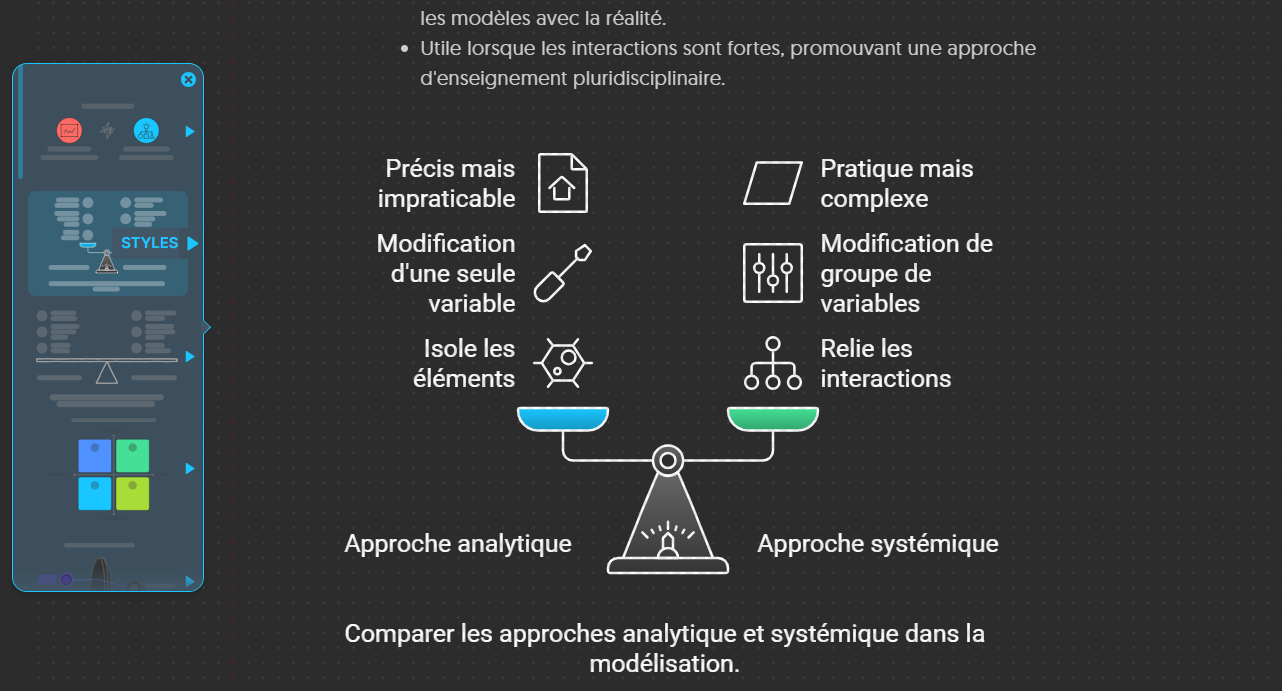 les modèles avec la réalité.
• Utile lorsque les interactions sont fortes, promouvant une approche
d'enseignement pluridisciplinaire.
STYLES
Précis mais
impraticable
Modification
d'une seule
variable
Isole les
éléments
Pratique mais
complexe
Modification de
groupe de
variables
Relie les
interactions
Approche analytique
Approche systémique
Comparer les approches analytique et systémique dans la
modélisation.